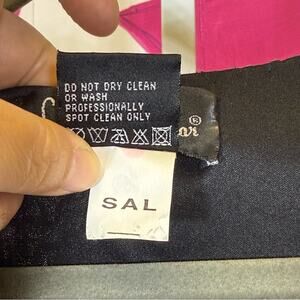 DO NOT DRY CLEAN
OR WASH
PROFESSIONALLY
SPOT CLEAN ONLY
®
SAL